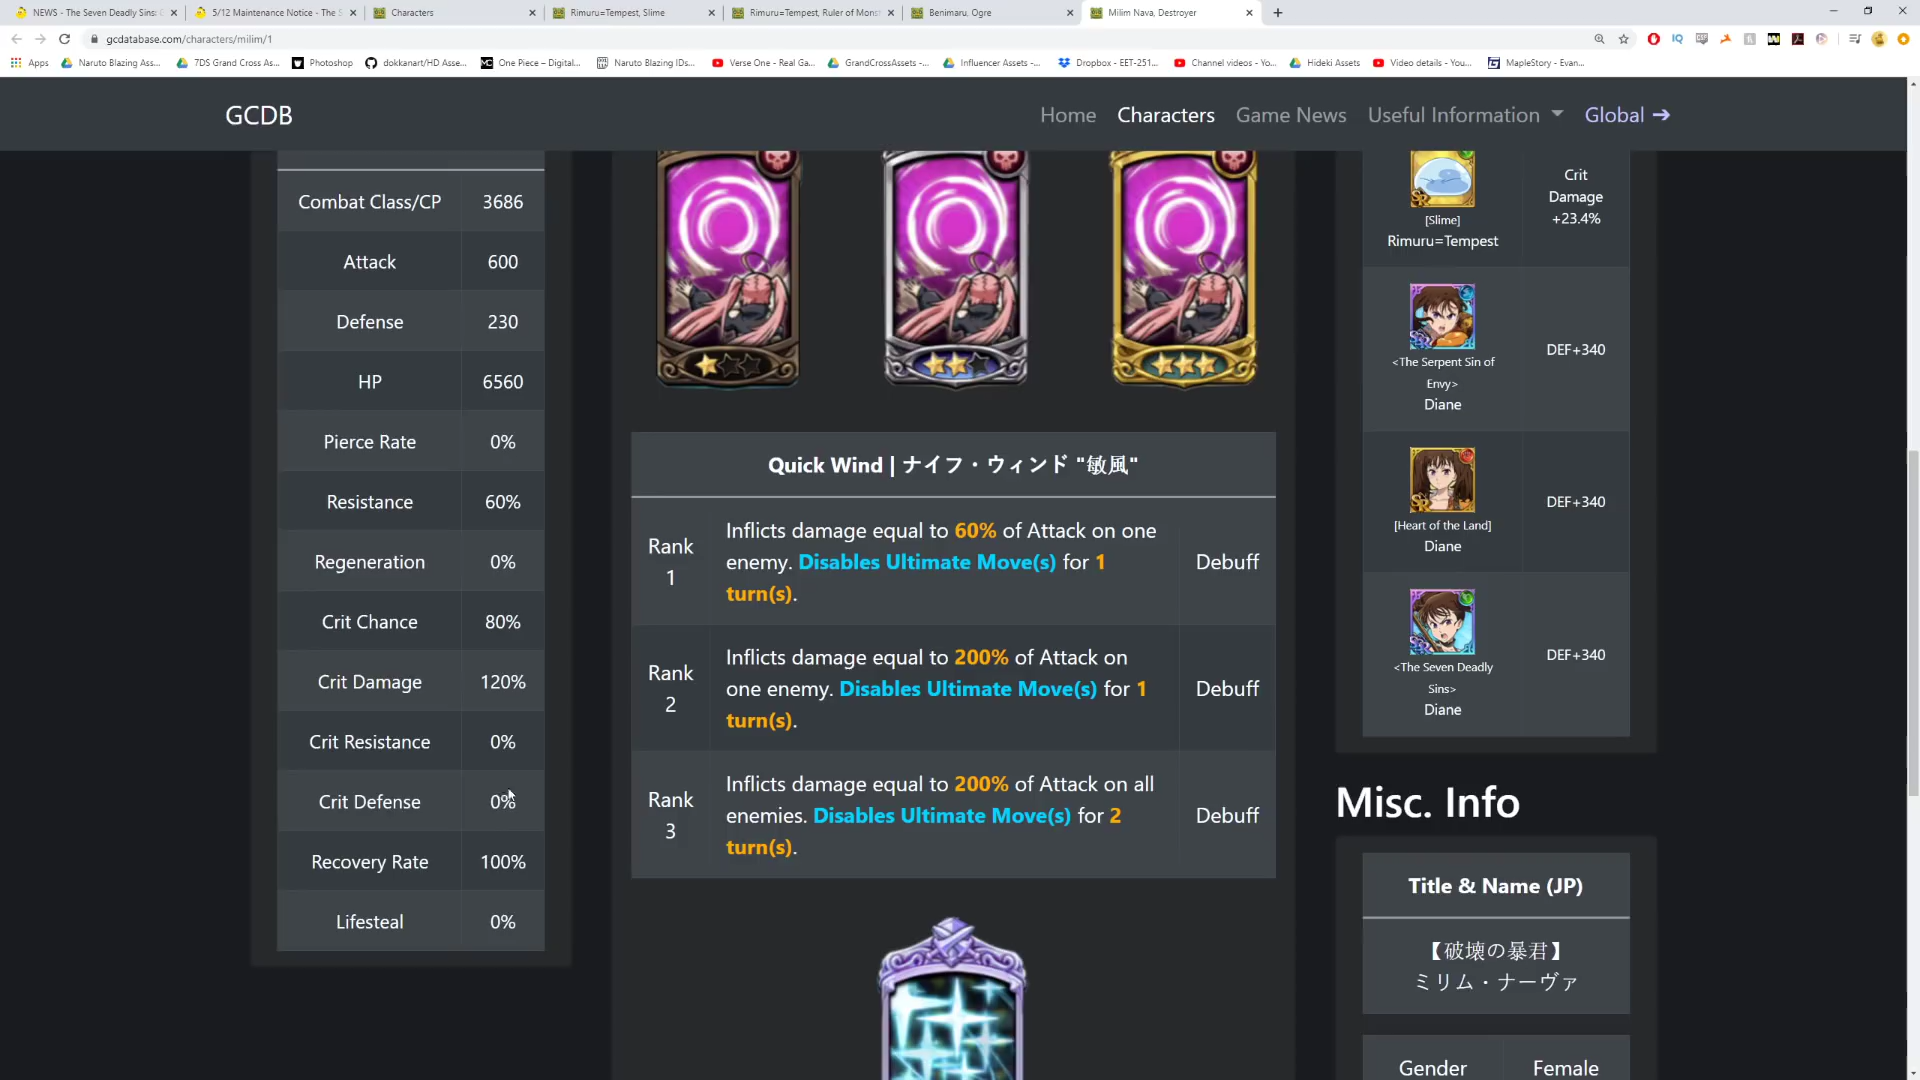 NEWS - The Seven Deadly Sins:
5/12 Maintenance Notice - The S
Characters
Rimuru=Tempest, Slime
Rimuru=Tempest, Ruler of Monst
Benimaru, Ogre
Milim Nava, Destroyer
gcdatabase.com/characters/milim/1
Apps
Naruto Blazing Ass...
7DS Grand Cross As...
Photoshop
dokkanart/HD Asse...
One Piece – Digital...
Naruto Blazing IDs...
Verse One - Real Ga...
GrandCrossAssets -...
Influencer Assets -...
Dropbox - EET-251...
Channel videos - Yo...
Hideki Assets
Video details - You...
MapleStory - Evan...
GCDB
Home
Characters
Game News
Useful Information
Global
Combat Class/CP 3686
Attack 600
Defense 230
HP 6560
Pierce Rate 0%
Resistance 60%
Regeneration 0%
Crit Chance 80%
Crit Damage 120%
Crit Resistance 0%
Crit Defense 0%
Recovery Rate 100%
Lifesteal 0%
Quick Wind | ナイフ・ウィンド "敏風"
Rank
1
Inflicts damage equal to 60% of Attack on one
enemy. Disables Ultimate Move(s) for 1
turn(s).
Debuff
Rank
2
Inflicts damage equal to 200% of Attack on
one enemy. Disables Ultimate Move(s) for 1
turn(s).
Debuff
Rank
3
Inflicts damage equal to 200% of Attack on all
enemies. Disables Ultimate Move(s) for 2
turn(s).
Debuff
SR
[Slime]
Rimuru=Tempest
Crit
Damage
+23.4%
SSR
<The Serpent Sin of
Envy>
Diane
DEF+340
SR
[Heart of the Land]
Diane
DEF+340
SSR
<The Seven Deadly
Sins>
Diane
DEF+340
Misc. Info
Title & Name (JP)
【破壊の暴君】
ミリム・ナーヴァ
Gender Female